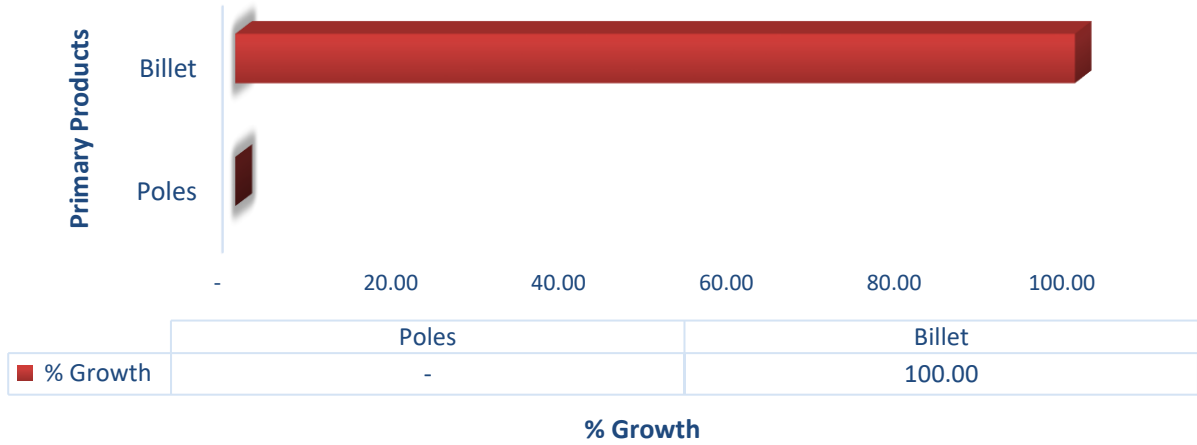 Primary Products
Billet
Poles
- 20.00 40.00 60.00 80.00 100.00
Poles Billet
% Growth - 100.00
% Growth